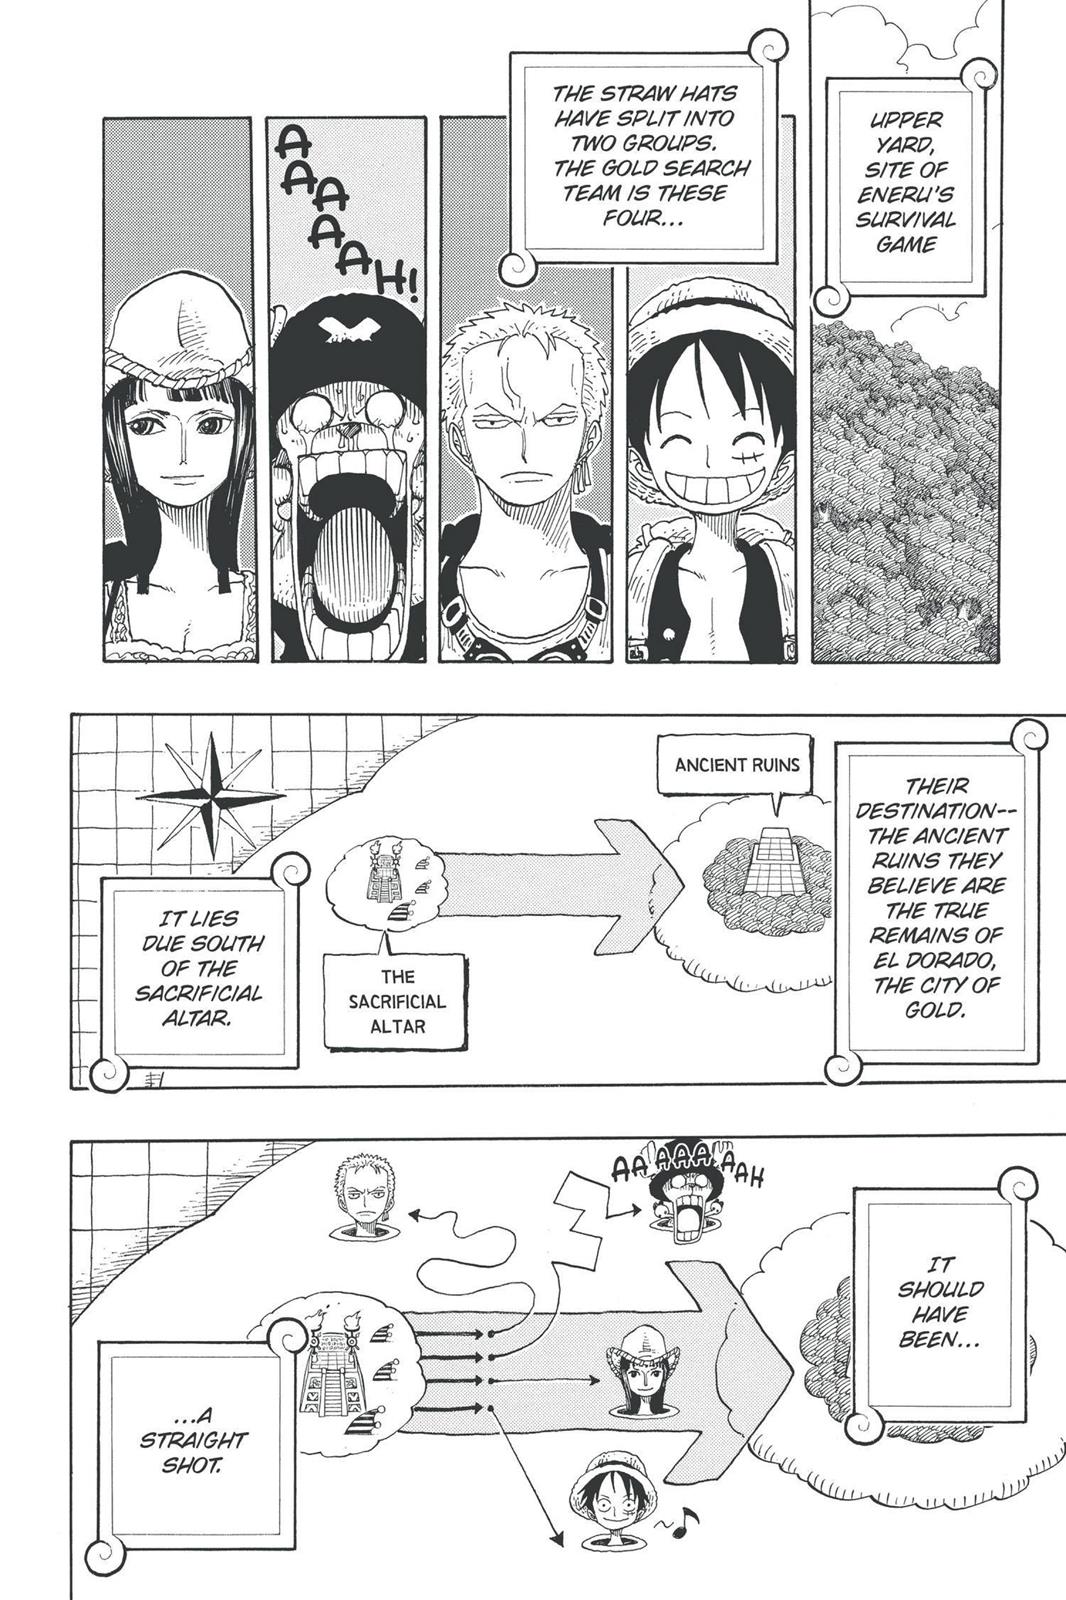 UPPER
YARD,
SITE OF
ENERU'S
SURVIVAL
GAME
THE STRAW HATS
HAVE SPLIT INTO
TWO GROUPS.
THE GOLD SEARCH
TEAM IS THESE
FOUR...
AAAAAH!
THEIR
DESTINATION--
THE ANCIENT
RUINS THEY
BELIEVE ARE
THE TRUE
REMAINS OF
EL DORADO,
THE CITY OF
GOLD.
ANCIENT RUINS
THE
SACRIFICIAL
ALTAR
IT LIES
DUE SOUTH
OF THE
SACRIFICIAL
ALTAR.
IT
SHOULD
HAVE
BEEN...
AA AAA AAH
...A
STRAIGHT
SHOT.